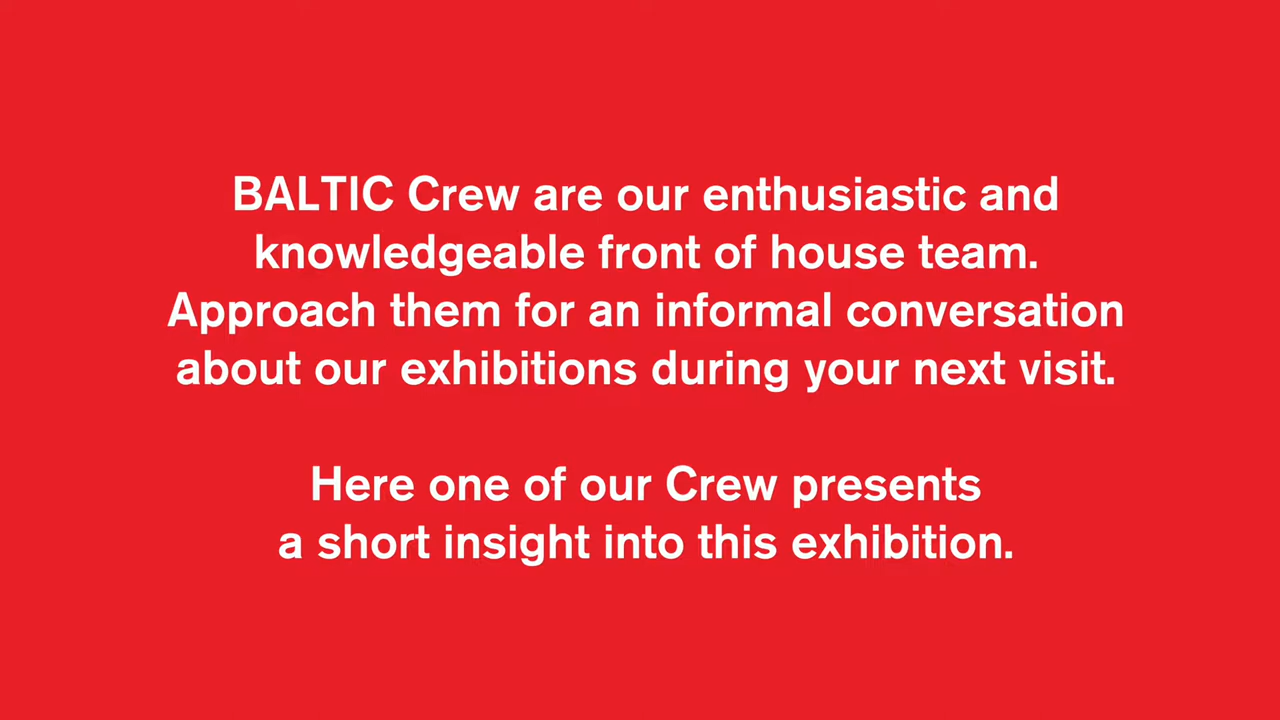 BALTIC Crew are our enthusiastic and
knowledgeable front of house team.
Approach them for an informal conversation
about our exhibitions during your next visit.
Here one of our Crew presents
a short insight into this exhibition.